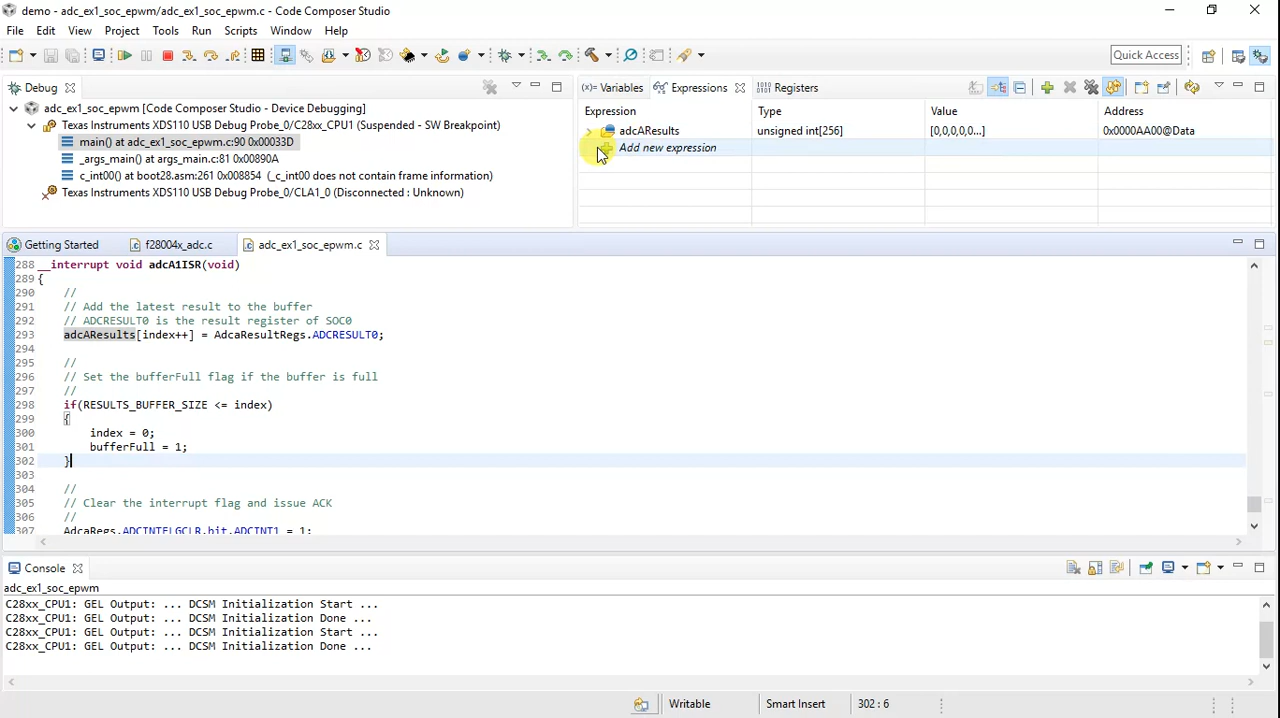 demo - adc_ex1_soc_epwm/adc_ex1_soc_epwm.c - Code Composer Studio
File Edit View Project Tools Run Scripts Window Help
Quick Access
Debug
adc_ex1_soc_epwm [Code Composer Studio - Device Debugging]
Texas Instruments XDS110 USB Debug Probe_0/C28xx_CPU1 (Suspended - SW Breakpoint)
main() at adc_ex1_soc_epwm.c:90 0x00033D
_args_main() at args_main.c:81 0x00890A
_c_int00() at boot28.asm:261 0x008854 (_c_int00 does not contain frame information)
Texas Instruments XDS110 USB Debug Probe_0/CLA1_0 (Disconnected : Unknown)
(x)= Variables Expressions Registers
Expression Type Value Address
adcAResults unsigned int[256] [0,0,0,0,0...] 0x0000AA00@Data
Add new expression
Getting Started f28004x_adc.c adc_ex1_soc_epwm.c
288 __interrupt void adcA1ISR(void)
289 {
290 //
291 // Add the latest result to the buffer
292 // ADCRESULT0 is the result register of SOC0
293 adcAResults[index++] = AdcaResultRegs.ADCRESULT0;
294
295 //
296 // Set the bufferFull flag if the buffer is full
297 //
298 if(RESULTS_BUFFER_SIZE <= index)
299 {
300 index = 0;
301 bufferFull = 1;
302 }
303
304 //
305 // Clear the interrupt flag and issue ACK
306 //
307 AdcaRegs.ADCINTFLGCLR.bit.ADCINT1 = 1;
Console
adc_ex1_soc_epwm
C28xx_CPU1: GEL Output: ... DCSM Initialization Start ...
C28xx_CPU1: GEL Output: ... DCSM Initialization Done ...
C28xx_CPU1: GEL Output: ... DCSM Initialization Start ...
C28xx_CPU1: GEL Output: ... DCSM Initialization Done ...
Writable Smart Insert 302 : 6